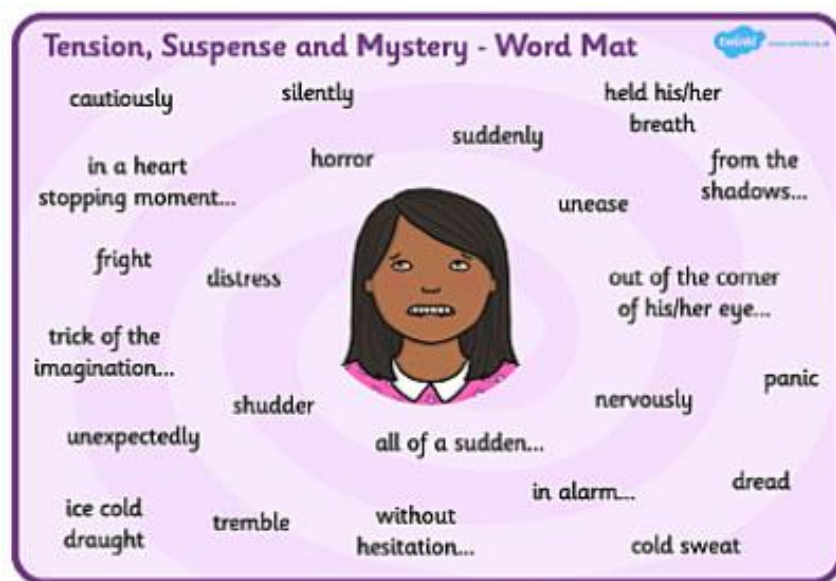 Tension, Suspense and Mystery - Word Mat
twinkl
cautiously
silently
held his/her
breath
suddenly
horror
in a heart
stopping moment...
from the
shadows...
unease
fright
distress
out of the corner
of his/her eye...
trick of the
imagination...
panic
shudder
nervously
unexpectedly
all of a sudden...
dread
in alarm...
ice cold
draught
tremble
without
hesitation...
cold sweat